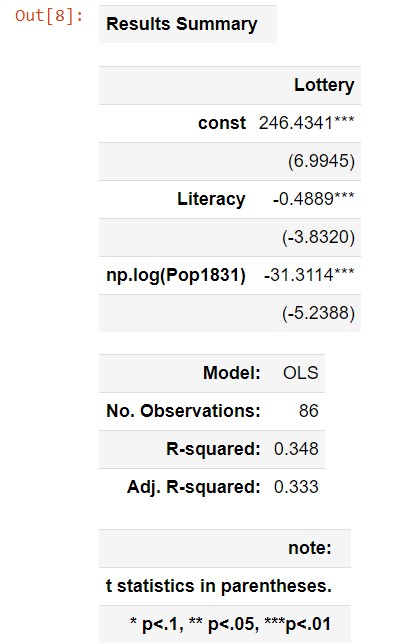 Out[8]:
Results Summary
Lottery
const 246.4341***
(6.9945)
Literacy -0.4889***
(-3.8320)
np.log(Pop1831) -31.3114***
(-5.2388)
Model: OLS
No. Observations: 86
R-squared: 0.348
Adj. R-squared: 0.333
note:
t statistics in parentheses.
* p<.1, ** p<.05, ***p<.01